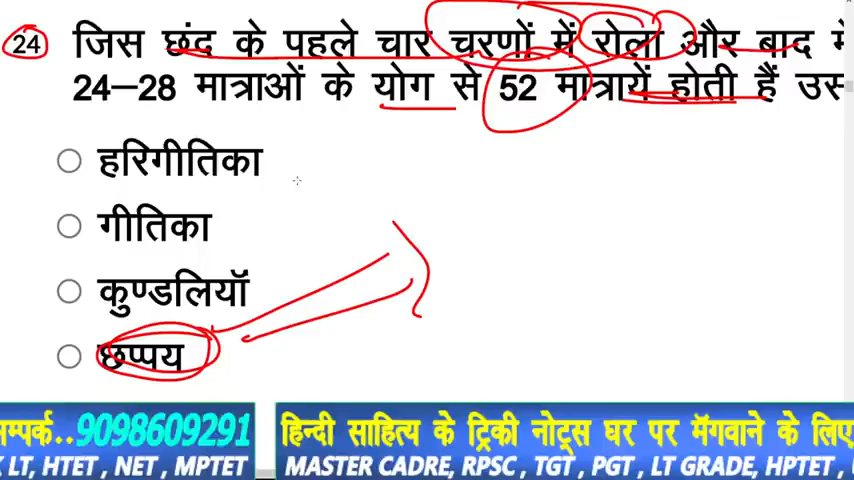 24 जिस छंद के पहले चार चरणों में रोला और बाद में
24–28 मात्राओं के योग से 52 मात्रायें होती हैं उस
हरिगीतिका
गीतिका
कुण्डलियाॅं
छप्पय
सम्पर्क..9098609291 हिन्दी साहित्य के ट्रिकी नोट्स घर पर मॅगवाने के लिए
LT, HTET , NET , MPTET MASTER CADRE, RPSC , TGT , PGT , LT GRADE, HPTET ,